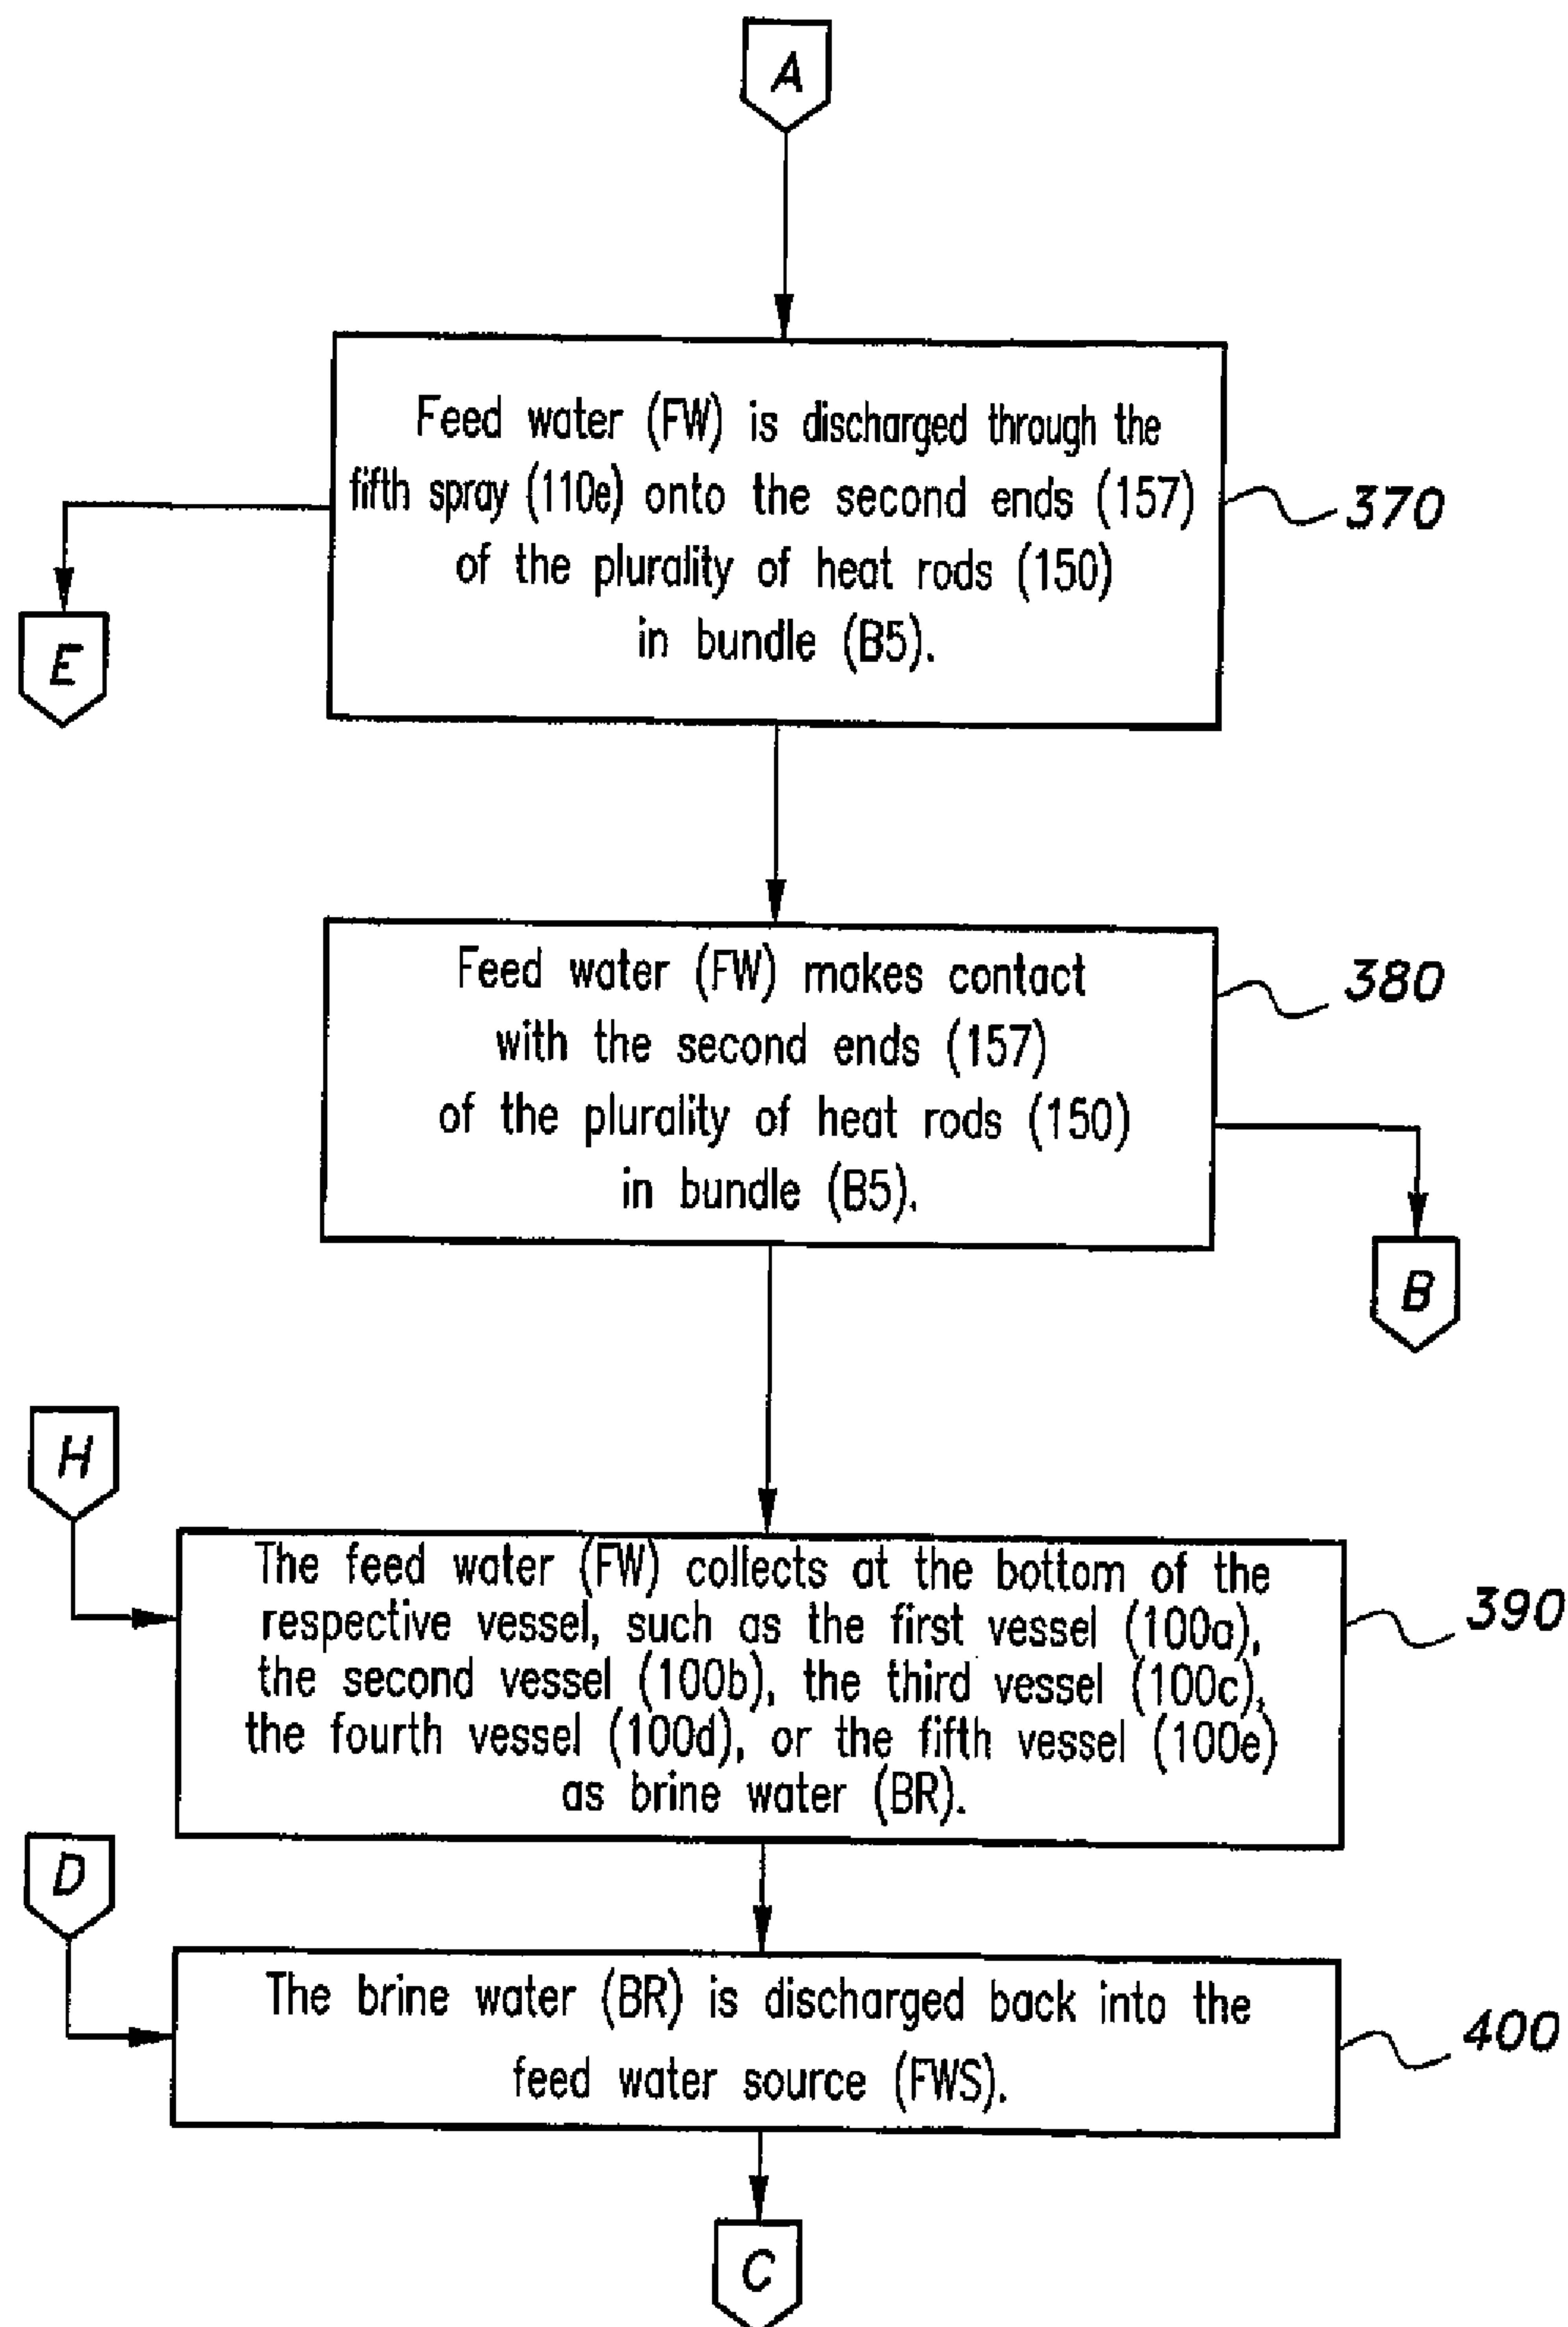 A
Feed water (FW) is discharged through the
fifth spray (110e) onto the second ends (157)
of the plurality of heat rods (150)
in bundle (B5).
370
E
Feed water (FW) makes contact
with the second ends (157)
of the plurality of heat rods (150)
in bundle (B5).
380
B
H
The feed water (FW) collects at the bottom of the
respective vessel, such as the first vessel (100a),
the second vessel (100b), the third vessel (100c),
the fourth vessel (100d), or the fifth vessel (100e)
as brine water (BR).
390
D
The brine water (BR) is discharged back into the
feed water source (FWS).
400
C